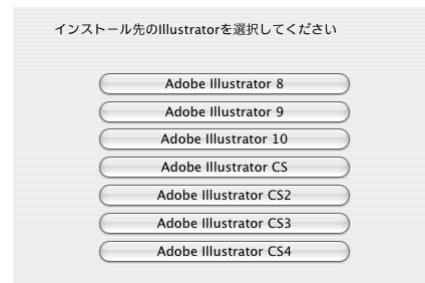 インストール先のIllustratorを選択してください
Adobe Illustrator 8
Adobe Illustrator 9
Adobe Illustrator 10
Adobe Illustrator CS
Adobe Illustrator CS2
Adobe Illustrator CS3
Adobe Illustrator CS4